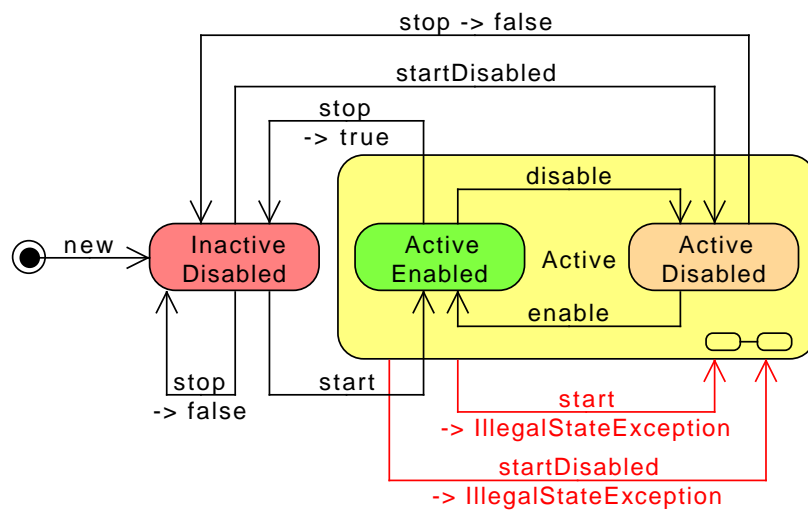 stop -> false
startDisabled
stop
-> true
disable
new
Inactive
Disabled
Active
Enabled
Active
Active
Disabled
enable
stop
-> false
start
start
-> IllegalStateException
startDisabled
-> IllegalStateException